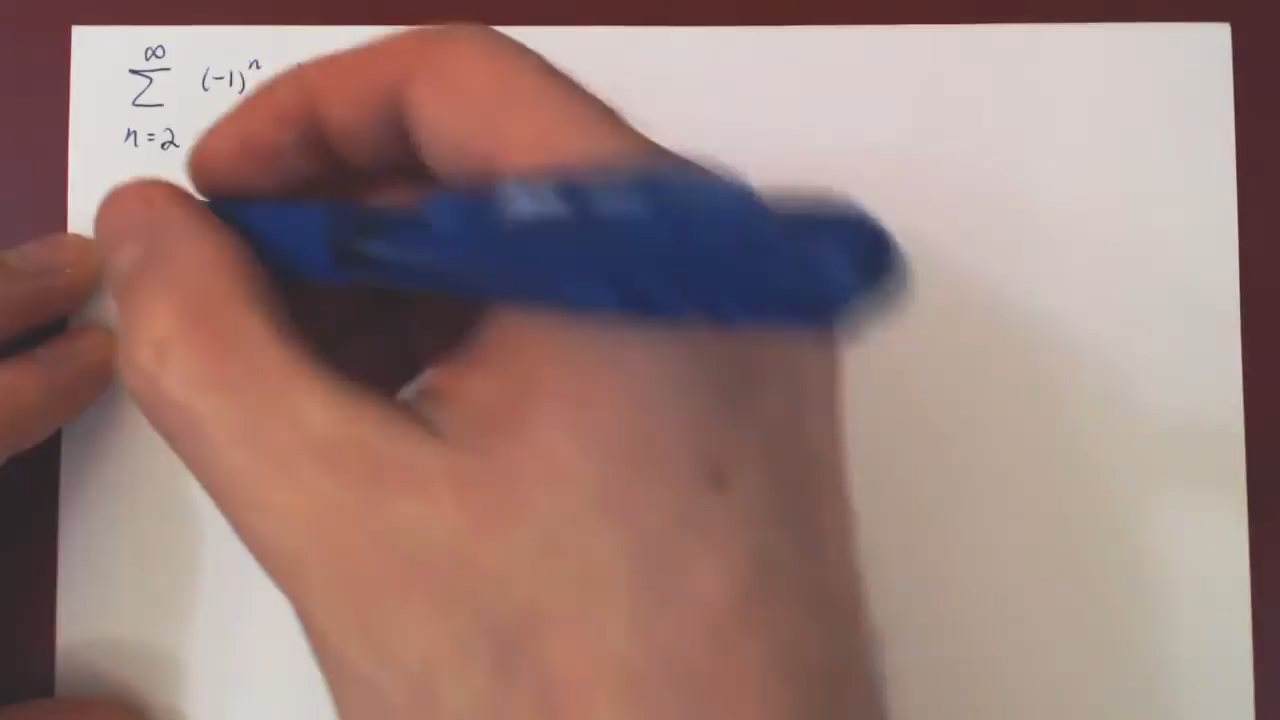 ∞
∑ (-1)^n
n=2